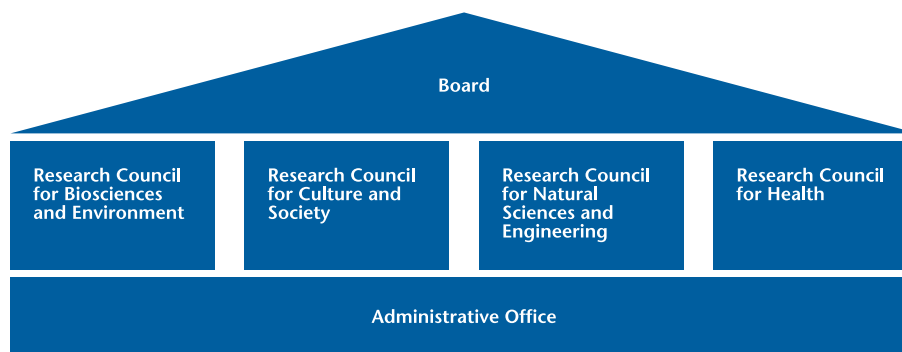 Board
Research Council
for Biosciences
and Environment
Research Council
for Culture and
Society
Research Council
for Natural
Sciences and
Engineering
Research Council
for Health
Administrative Office